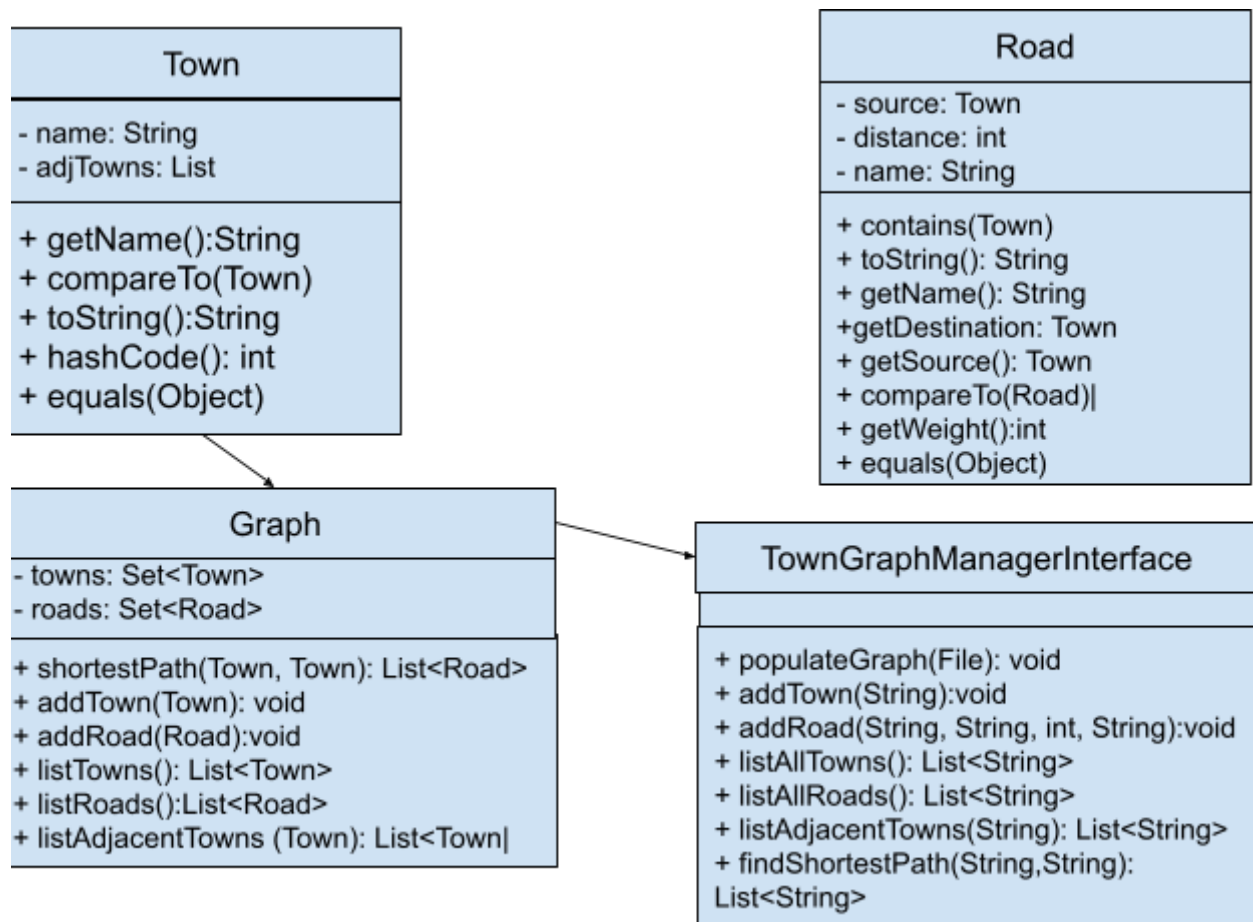 Town
- name: String
- adjTowns: List
+ getName():String
+ compareTo(Town)
+ toString():String
+ hashCode(): int
+ equals(Object)
Road
- source: Town
- distance: int
- name: String
+ contains(Town)
+ toString(): String
+ getName(): String
+getDestination: Town
+ getSource(): Town
+ compareTo(Road)|
+ getWeight():int
+ equals(Object)
Graph
- towns: Set<Town>
- roads: Set<Road>
+ shortestPath(Town, Town): List<Road>
+ addTown(Town): void
+ addRoad(Road):void
+ listTowns(): List<Town>
+ listRoads():List<Road>
+ listAdjacentTowns (Town): List<Town|
TownGraphManagerInterface
+ populateGraph(File): void
+ addTown(String):void
+ addRoad(String, String, int, String):void
+ listAllTowns(): List<String>
+ listAllRoads(): List<String>
+ listAdjacentTowns(String): List<String>
+ findShortestPath(String,String):
List<String>